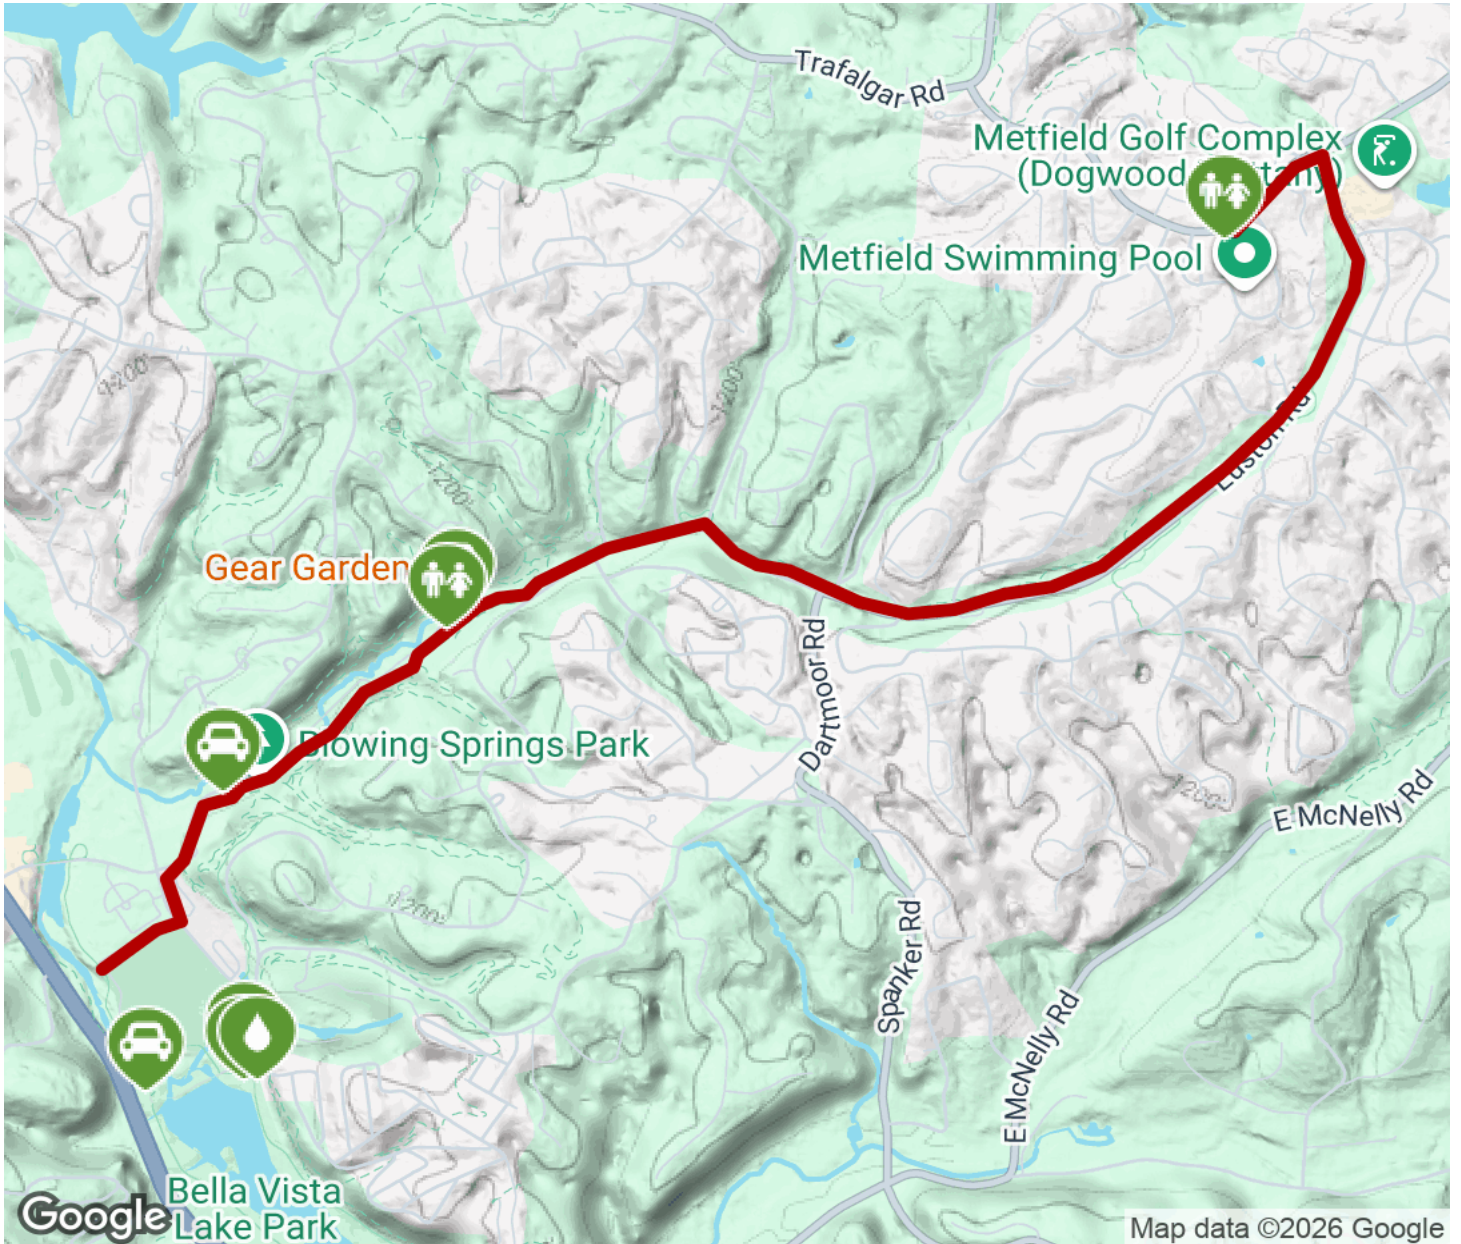 Trafalgar Rd
Metfield Golf Complex
(Dogwood
Metfield Swimming Pool
1200'
1200'
Euston Rd
1200'
Gear Garden
Dartmoor Rd
Blowing Springs Park
1200'
E McNelly Rd
1200'
Spanker Rd
E McNelly Rd
Bella Vista
Lake Park
Google
Map data ©2026 Google